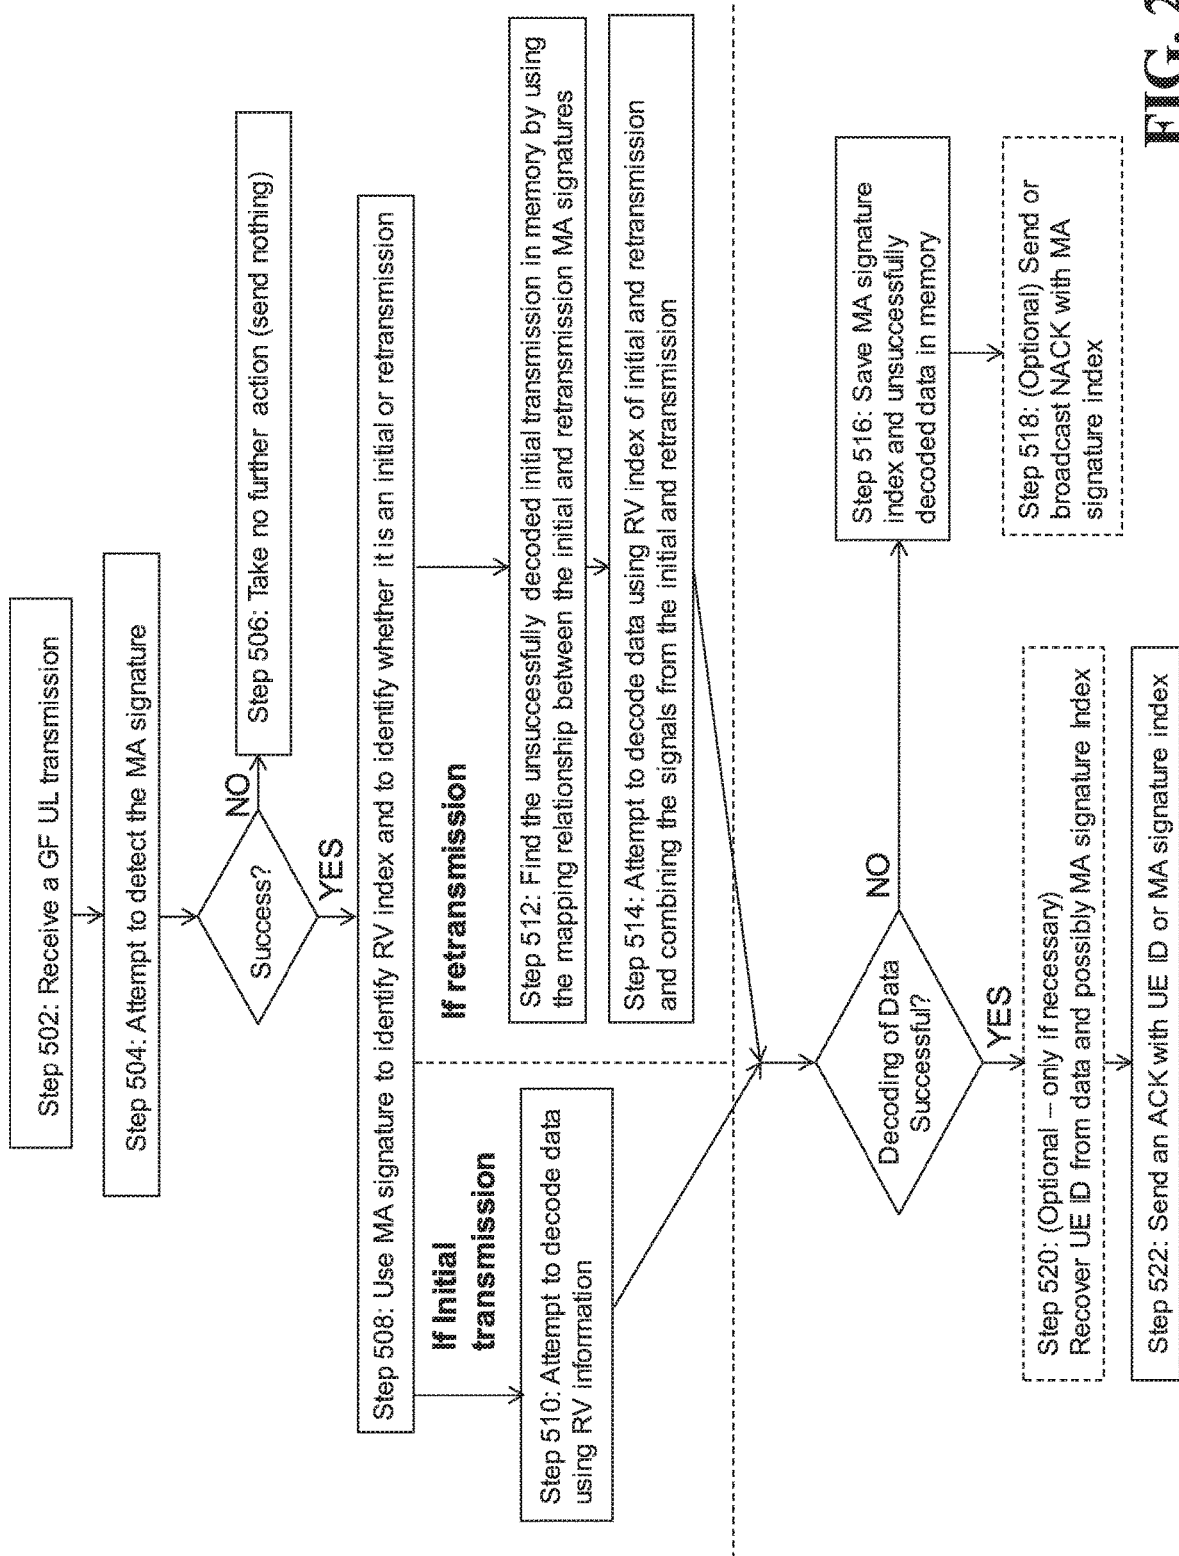 Step 502: Receive a GF UL transmission
Step 504: Attempt to detect the MA signature
Success?
NO
Step 506: Take no further action (send nothing)
YES
Step 508: Use MA signature to identify RV index and to identify whether it is an initial or retransmission
If Initial
transmission
If retransmission
Step 510: Attempt to decode data
using RV information
Step 512: Find the unsuccessfully decoded initial transmission in memory by using
the mapping relationship between the initial and retransmission MA signatures
Step 514: Attempt to decode data using RV index of initial and retransmission
and combining the signals from the initial and retransmission
Decoding of Data
Successful?
NO
Step 516: Save MA signature
index and unsuccessfully
decoded data in memory
Step 518: (Optional) Send or
broadcast NACK with MA
signature index
YES
Step 520: (Optional – only if necessary)
Recover UE ID from data and possibly MA signature Index
Step 522: Send an ACK with UE ID or MA signature index
FIG. 2